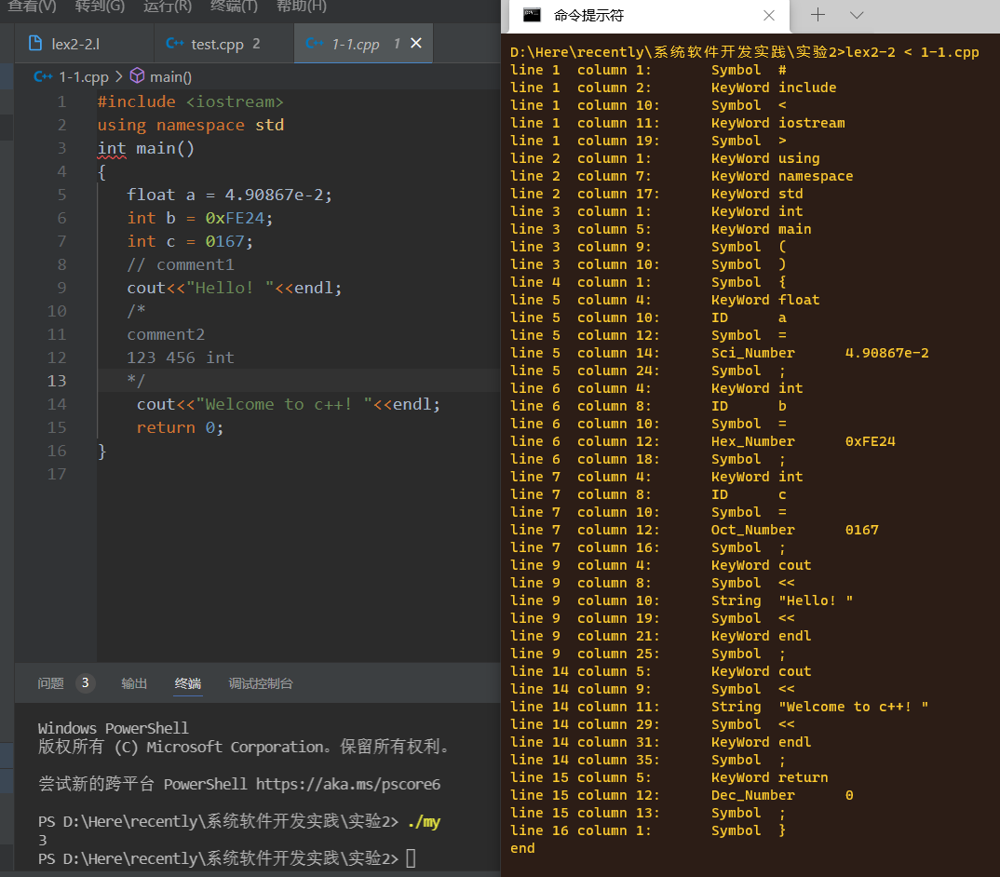 查看(V) 转到(G) 运行(R) 终端(T) 帮助(H)
lex2-2.l
test.cpp 2
1-1.cpp 1
1-1.cpp > main()
1 #include <iostream>
2 using namespace std
3 int main()
4 {
5 float a = 4.90867e-2;
6 int b = 0xFE24;
7 int c = 0167;
8 // comment1
9 cout<<"Hello! "<<endl;
10 /*
11 comment2
12 123 456 int
13 */
14 cout<<"Welcome to c++! "<<endl;
15 return 0;
16 }
17
问题 3 输出 终端 调试控制台
Windows PowerShell
版权所有 (C) Microsoft Corporation。保留所有权利。
尝试新的跨平台 PowerShell https://aka.ms/pscore6
PS D:\Here\recently\系统软件开发实践\实验2> ./my
3
PS D:\Here\recently\系统软件开发实践\实验2>
命令提示符
D:\Here\recently\系统软件开发实践\实验2>lex2-2 < 1-1.cpp
line 1 column 1: Symbol #
line 1 column 2: KeyWord include
line 1 column 10: Symbol <
line 1 column 11: KeyWord iostream
line 1 column 19: Symbol >
line 2 column 1: KeyWord using
line 2 column 7: KeyWord namespace
line 2 column 17: KeyWord std
line 3 column 1: KeyWord int
line 3 column 5: KeyWord main
line 3 column 9: Symbol (
line 3 column 10: Symbol )
line 4 column 1: Symbol {
line 5 column 4: KeyWord float
line 5 column 10: ID a
line 5 column 12: Symbol =
line 5 column 14: Sci_Number 4.90867e-2
line 5 column 24: Symbol ;
line 6 column 4: KeyWord int
line 6 column 8: ID b
line 6 column 10: Symbol =
line 6 column 12: Hex_Number 0xFE24
line 6 column 18: Symbol ;
line 7 column 4: KeyWord int
line 7 column 8: ID c
line 7 column 10: Symbol =
line 7 column 12: Oct_Number 0167
line 7 column 16: Symbol ;
line 9 column 4: KeyWord cout
line 9 column 8: Symbol <<
line 9 column 10: String "Hello! "
line 9 column 19: Symbol <<
line 9 column 21: KeyWord endl
line 9 column 25: Symbol ;
line 14 column 5: KeyWord cout
line 14 column 9: Symbol <<
line 14 column 11: String "Welcome to c++! "
line 14 column 29: Symbol <<
line 14 column 31: KeyWord endl
line 14 column 35: Symbol ;
line 15 column 5: KeyWord return
line 15 column 12: Dec_Number 0
line 15 column 13: Symbol ;
line 16 column 1: Symbol }
end